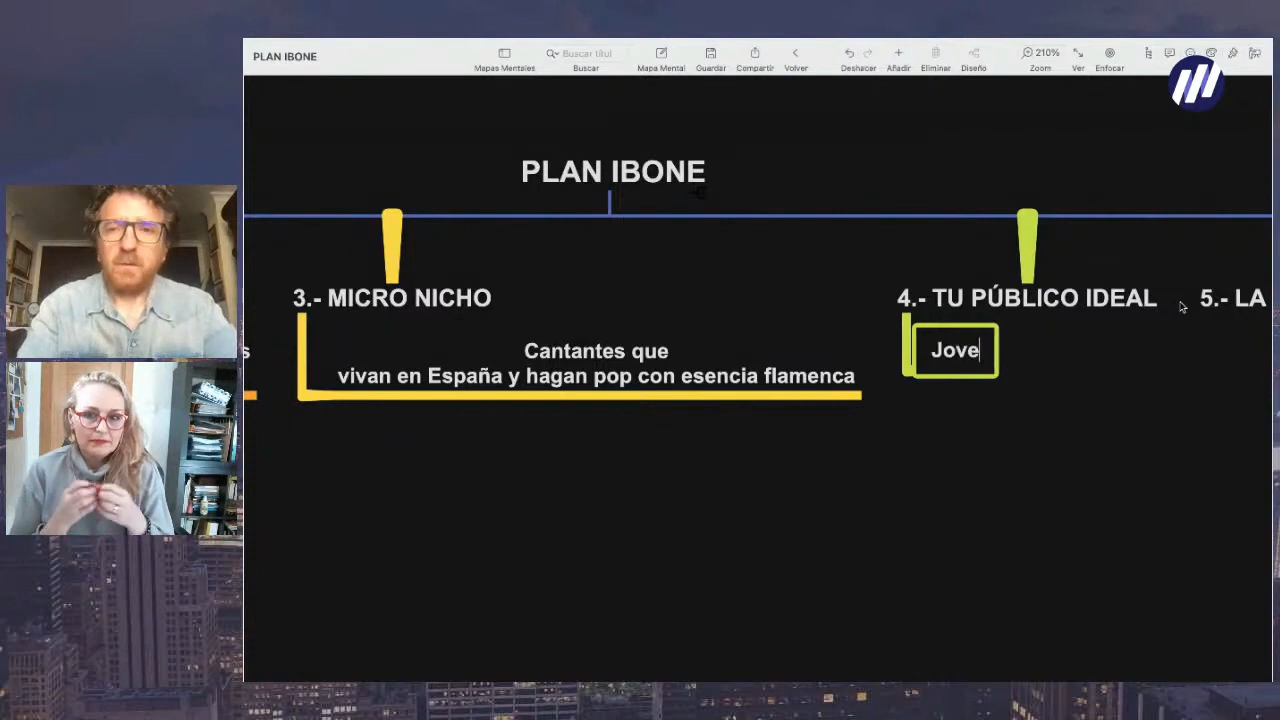 PLAN IBONE
Mapas Mentales
Buscar títul
Buscar
Mapa Mental
Guardar
Compartir
Volver
Deshacer
Añadir
Eliminar
Diseño
210%
Zoom
Ver
Enfocar
PLAN IBONE
3.- MICRO NICHO
4.- TU PÚBLICO IDEAL
5.- LA
s
Cantantes que
vivan en España y hagan pop con esencia flamenca
Jove